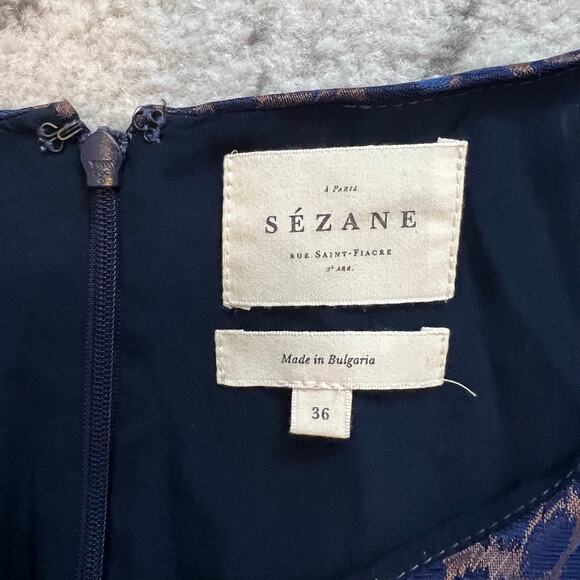 À PARIS
SÉZANE
RUE SAINT-FIACRE
2e ARR.
Made in Bulgaria
36